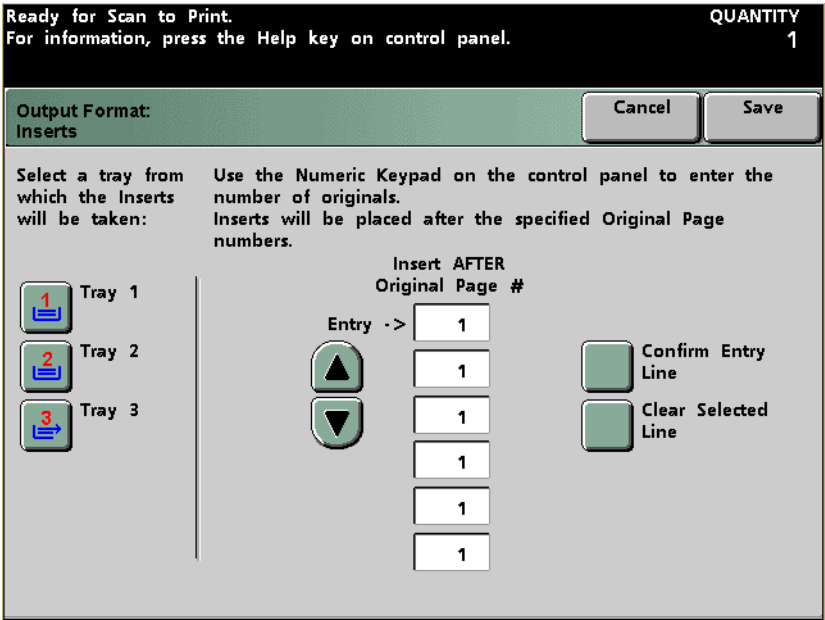 Ready for Scan to Print.
For information, press the Help key on control panel.
QUANTITY
1
Output Format:
Inserts
Cancel
Save
Select a tray from
which the Inserts
will be taken:
Use the Numeric Keypad on the control panel to enter the
number of originals.
Inserts will be placed after the specified Original Page
numbers.
1 Tray 1
2 Tray 2
3 Tray 3
Insert AFTER
Original Page #
Entry -> 1
1
1
1
1
1
Confirm Entry
Line
Clear Selected
Line